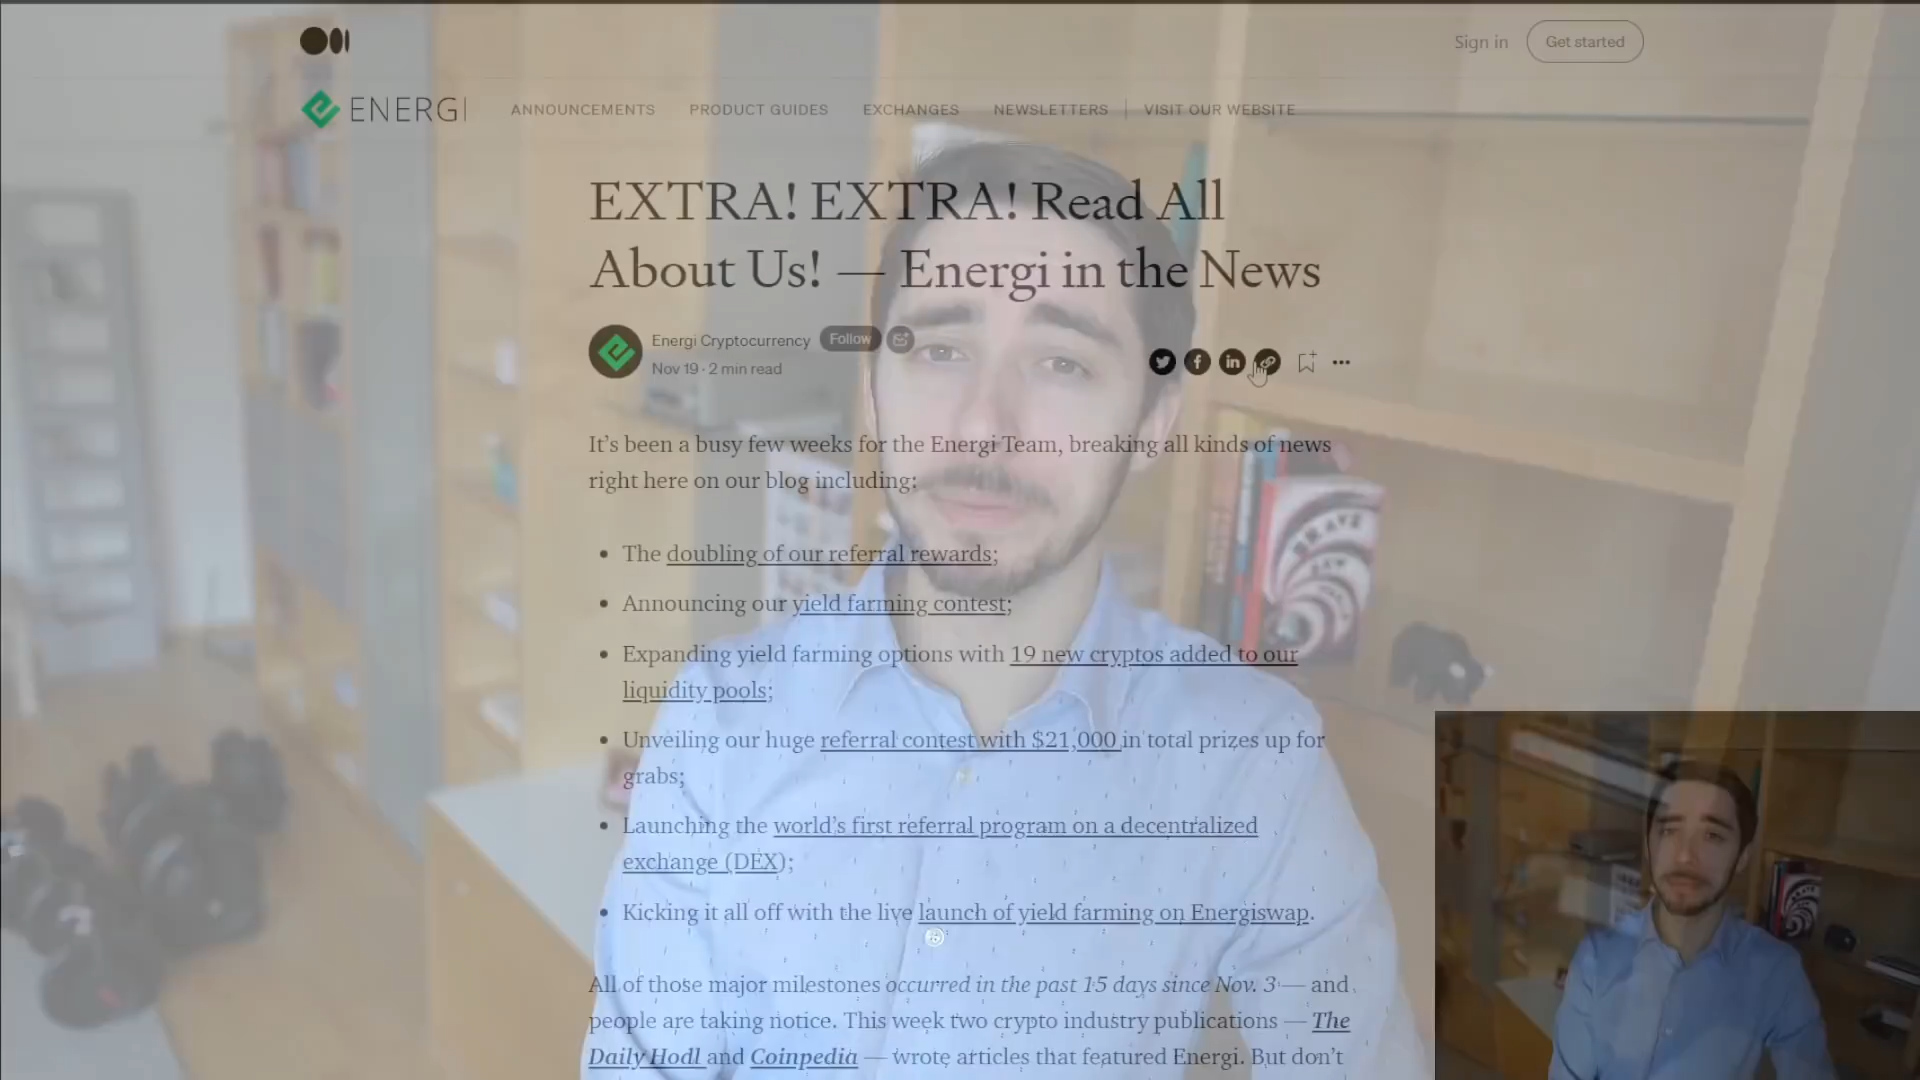 Sign in
Get started
ENERGI
ANNOUNCEMENTS
PRODUCT GUIDES
EXCHANGES
NEWSLETTERS
VISIT OUR WEBSITE
EXTRA! EXTRA! Read All
About Us! — Energi in the News
Energi Cryptocurrency
Follow
Nov 19 · 2 min read
It’s been a busy few weeks for the Energi Team, breaking all kinds of news
right here on our blog including:
• The doubling of our referral rewards;
• Announcing our yield farming contest;
• Expanding yield farming options with 19 new cryptos added to our
liquidity pools;
• Unveiling our huge referral contest with $21,000 in total prizes up for
grabs;
• Launching the world’s first referral program on a decentralized
exchange (DEX);
• Kicking it all off with the live launch of yield farming on Energiswap.
All of those major milestones occurred in the past 15 days since Nov. 3 — and
people are taking notice. This week two crypto industry publications — The
Daily Hodl and Coinpedia — wrote articles that featured Energi. But don’t
BRAVE
NEW